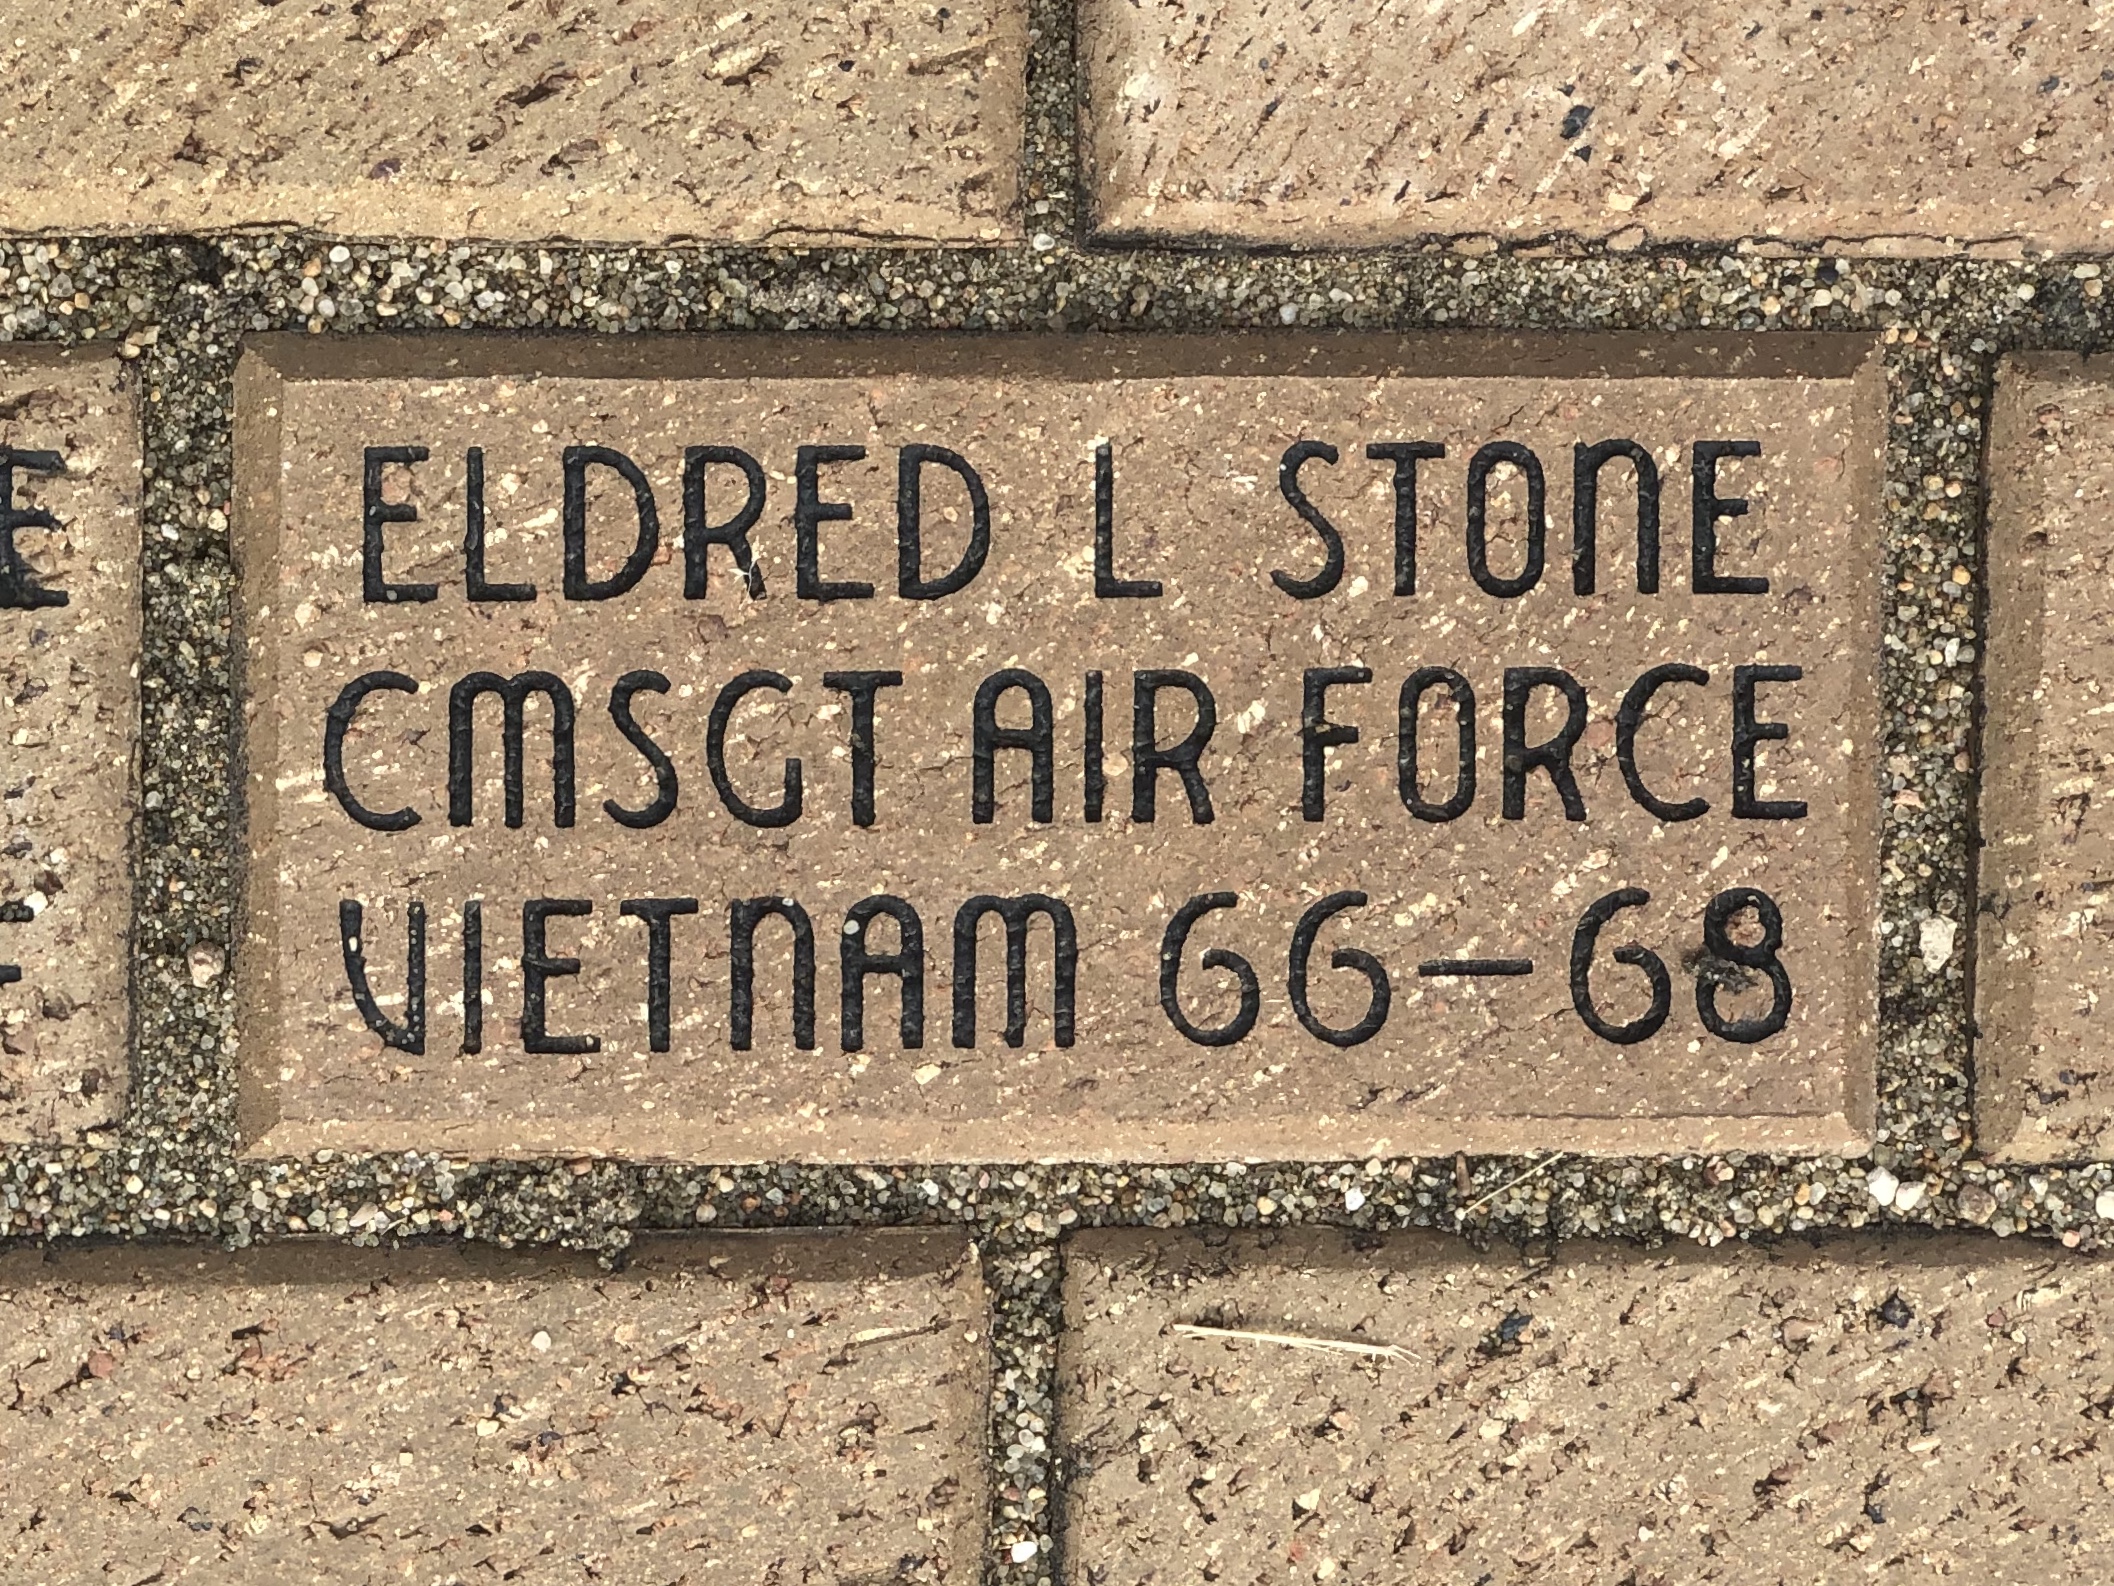 ELDRED L STONE
CMSGT AIR FORCE
VIETNAM 66-68